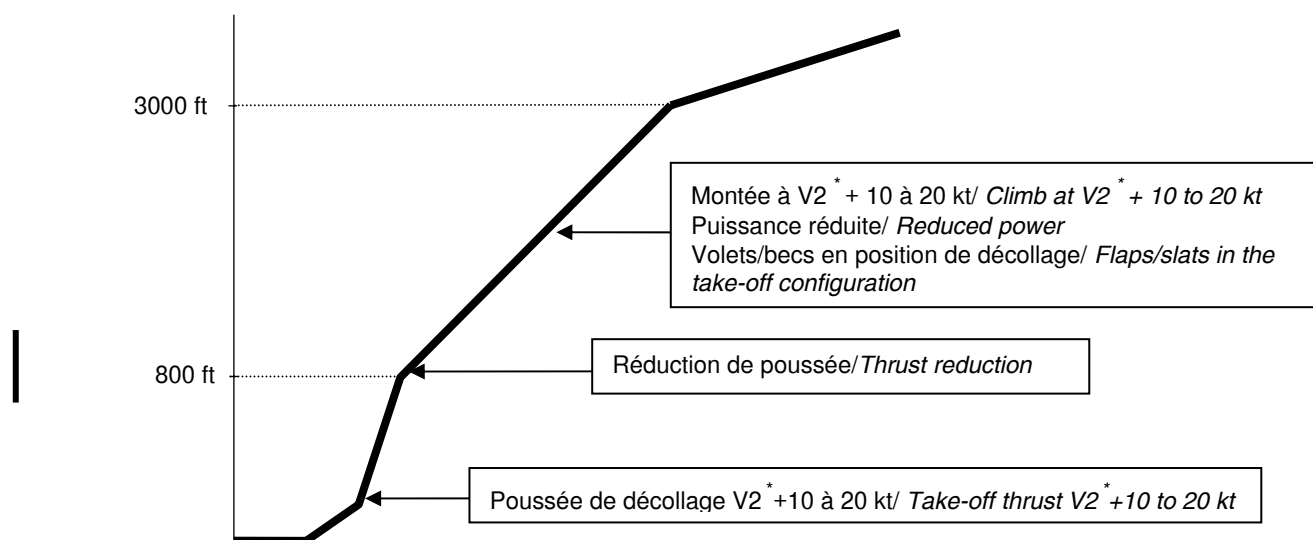 3000 ft
Montée à V2 * + 10 à 20 kt/ Climb at V2 * + 10 to 20 kt
Puissance réduite/ Reduced power
Volets/becs en position de décollage/ Flaps/slats in the
take-off configuration
Réduction de poussée/Thrust reduction
800 ft
Poussée de décollage V2 *+10 à 20 kt/ Take-off thrust V2 *+10 to 20 kt